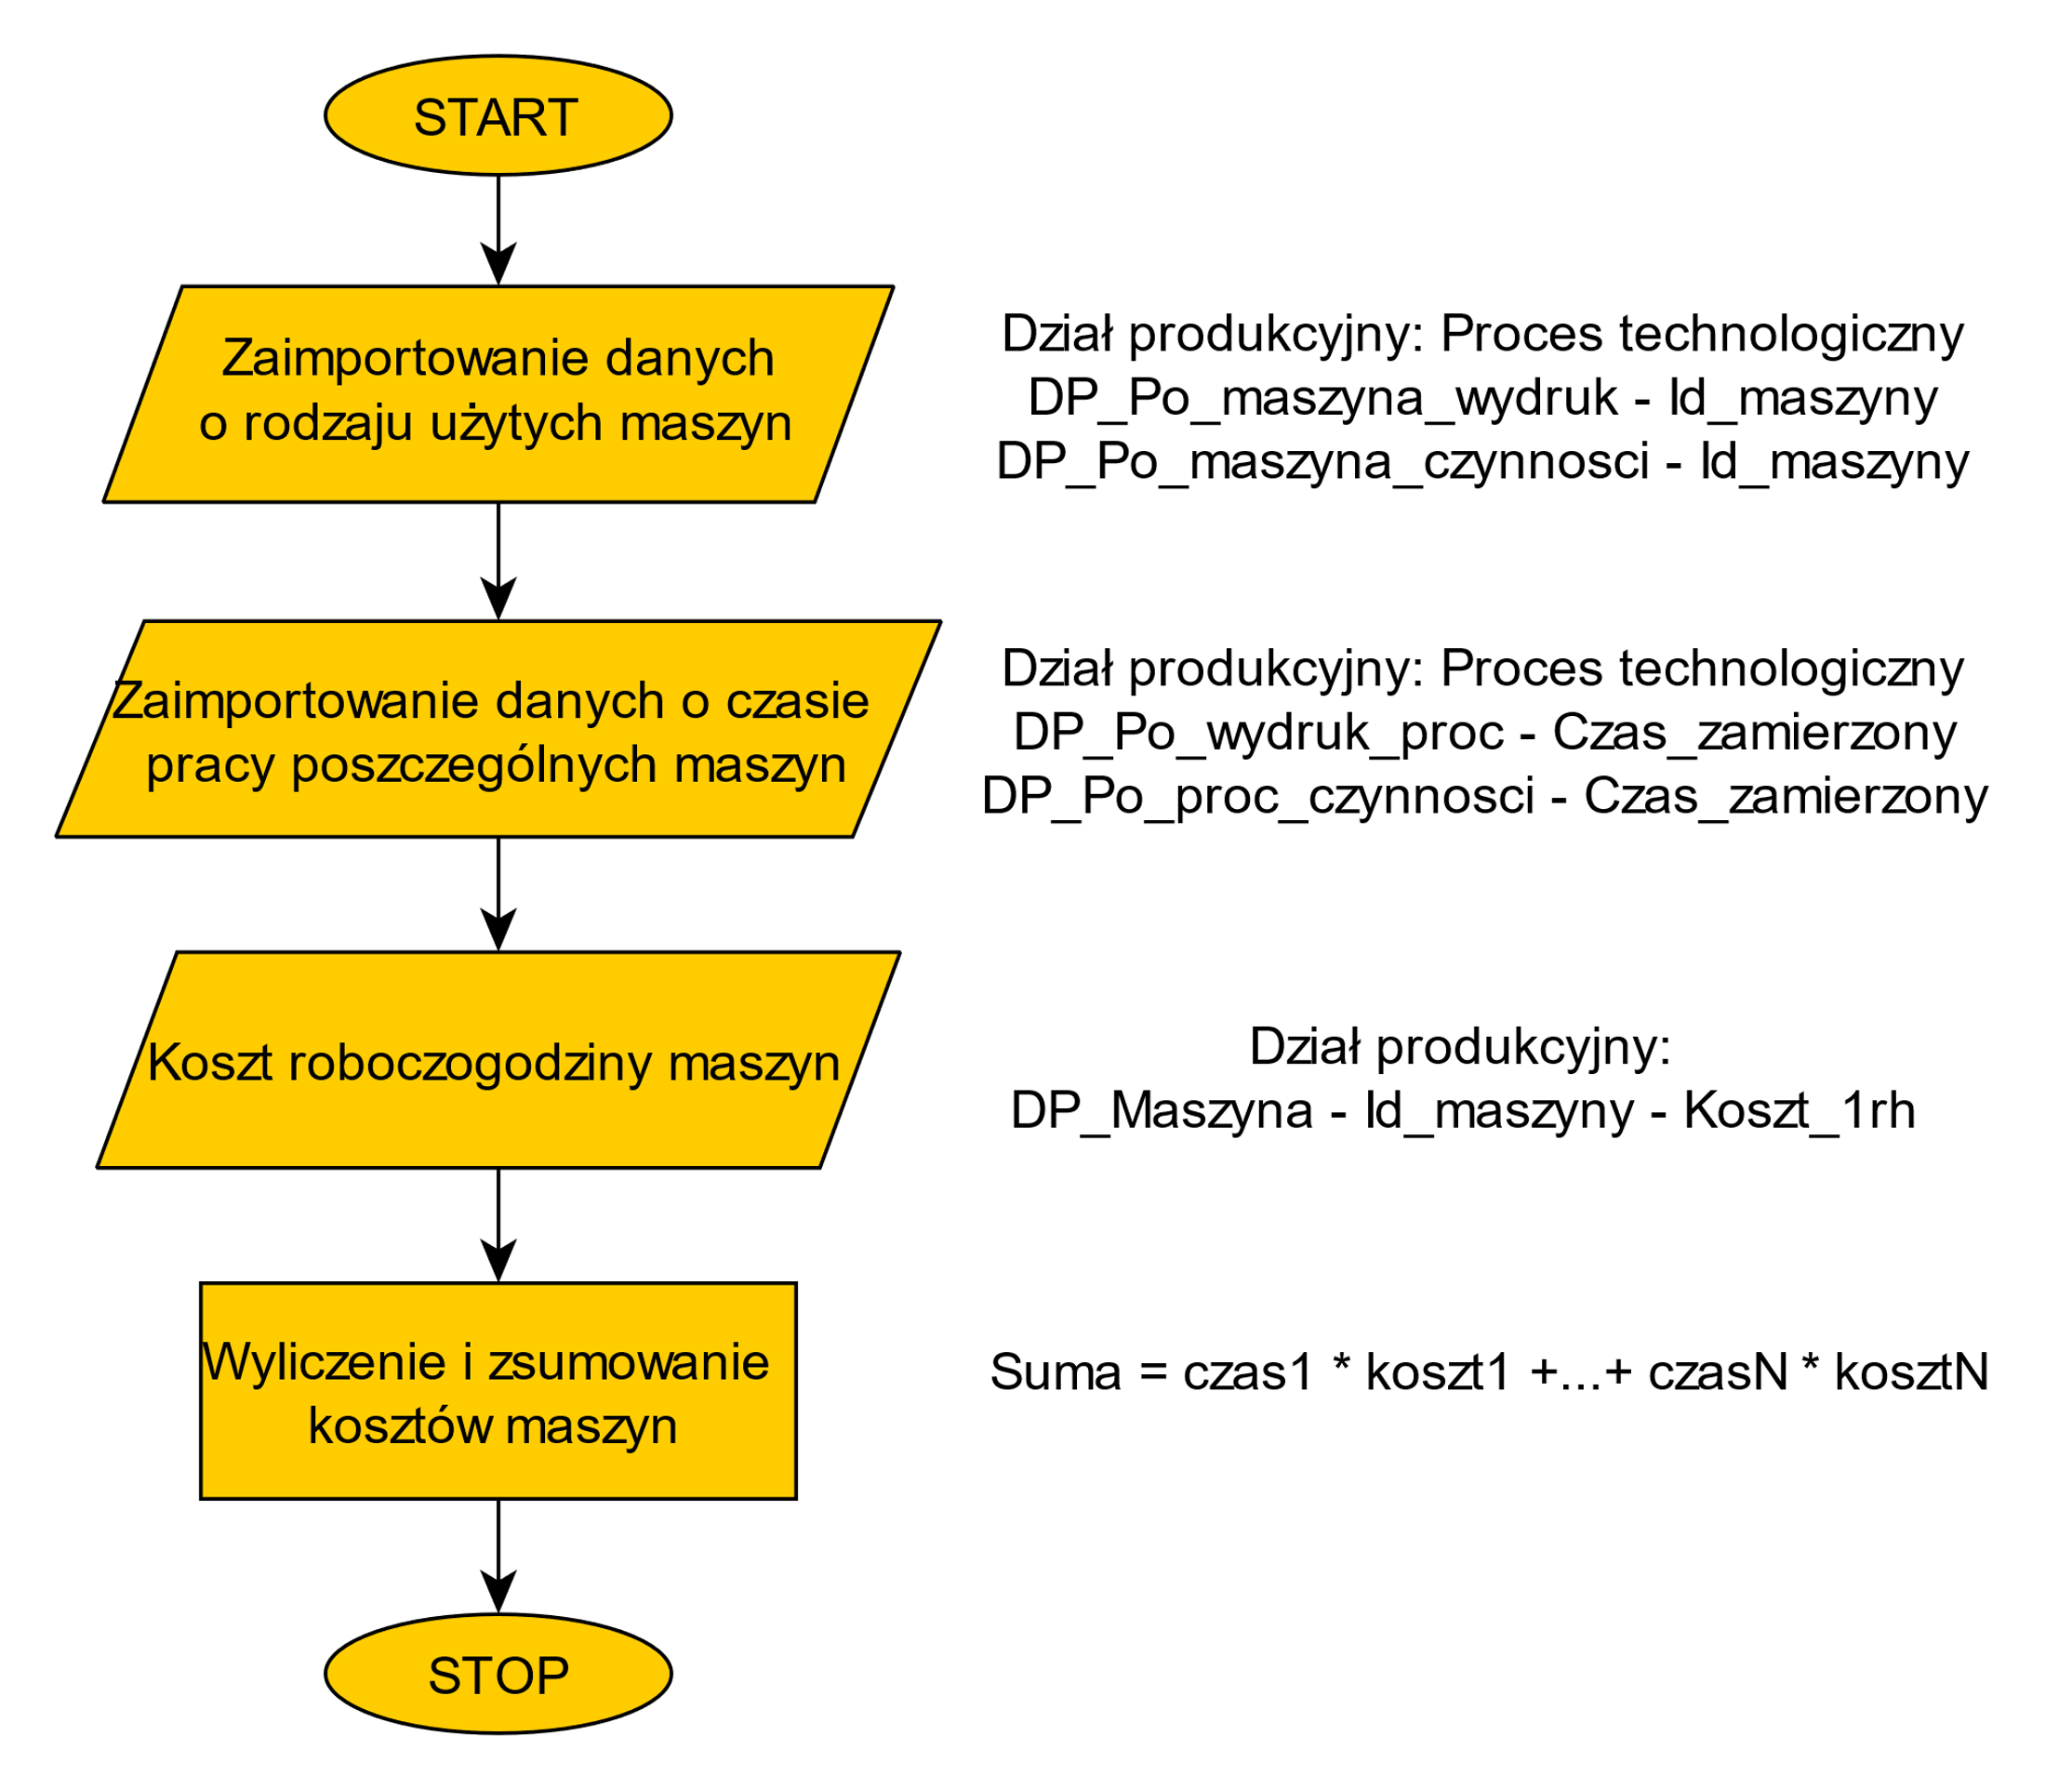 START
Zaimportowanie danych
o rodzaju użytych maszyn
Dział produkcyjny: Proces technologiczny
DP_Po_maszyna_wydruk - Id_maszyny
DP_Po_maszyna_czynnosci - Id_maszyny
Zaimportowanie danych o czasie
pracy poszczególnych maszyn
Dział produkcyjny: Proces technologiczny
DP_Po_wydruk_proc - Czas_zamierzony
DP_Po_proc_czynnosci - Czas_zamierzony
Koszt roboczogodziny maszyn
Dział produkcyjny:
DP_Maszyna - Id_maszyny - Koszt_1rh
Wyliczenie i zsumowanie
kosztów maszyn
Suma = czas1 * koszt1 +...+ czasN * kosztN
STOP